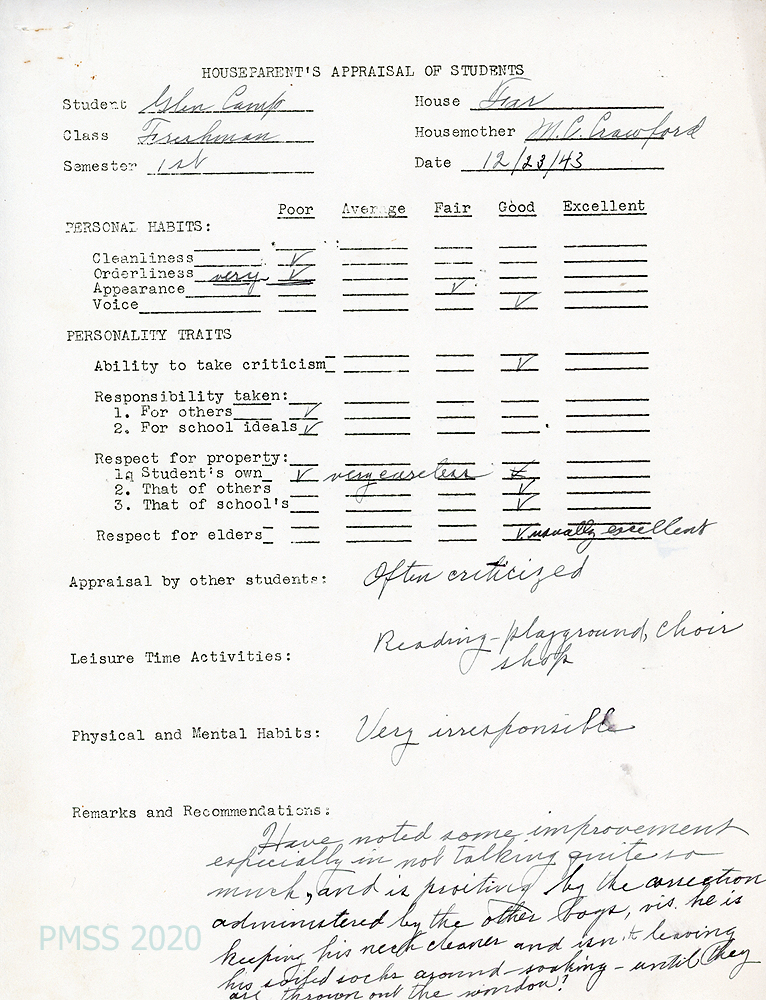 HOUSEPARENT'S APPRAISAL OF STUDENTS
Student Glen Camp House Far
Class Freshman Housemother M.C. Crawford
Semester 1st Date 12/23/43
Poor Average Fair Good Excellent
PERSONAL HABITS:
Cleanliness ✓
Orderliness very ✓
Appearance ✓
Voice ✓
PERSONALITY TRAITS
Ability to take criticism ✓
Responsibility taken:
1. For others ✓
2. For school ideals ✓
Respect for property:
1. Student's own ✓ very careless
2. That of others ✓
3. That of school's ✓
Respect for elders ✓ usually excellent
Appraisal by other students: Often criticized
Leisure Time Activities: Reading - playground, choir
shop
Physical and Mental Habits: Very irresponsible
Remarks and Recommendations:
Have noted some improvement
especially in not talking quite so
much, and is proiting by the correction
administered by the other boys, vis. he is
keeping his neck cleaner and isn't leaving
his soiled socks around - soaking - until they
are thrown out the window!
PMSS 2020